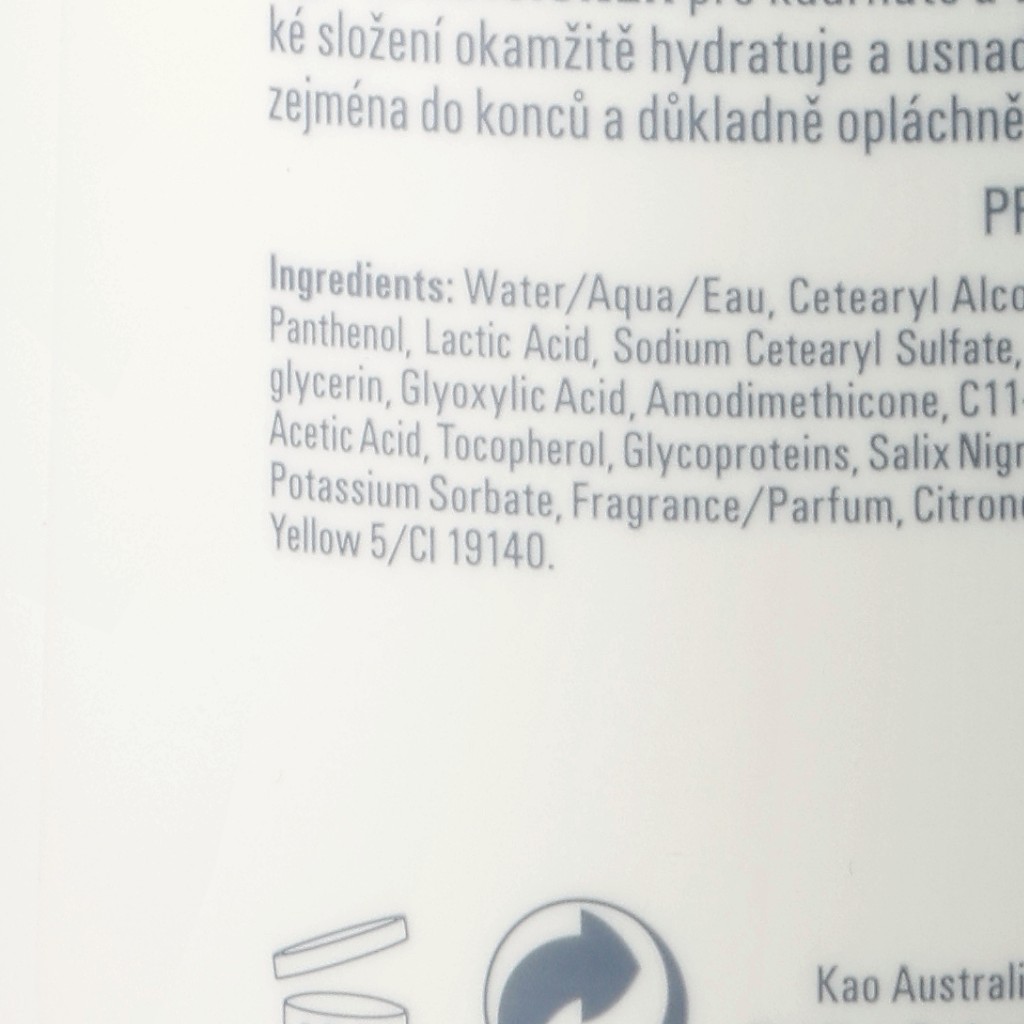 ké složení okamžitě hydratuje a usnad
zejména do konců a důkladně opláchně
Ingredients: Water/Aqua/Eau, Cetearyl Alco
Panthenol, Lactic Acid, Sodium Cetearyl Sulfate,
glycerin, Glyoxylic Acid, Amodimethicone, C11-
Acetic Acid, Tocopherol, Glycoproteins, Salix Nigr
Potassium Sorbate, Fragrance/Parfum, Citrone
Yellow 5/CI 19140.
Kao Australi